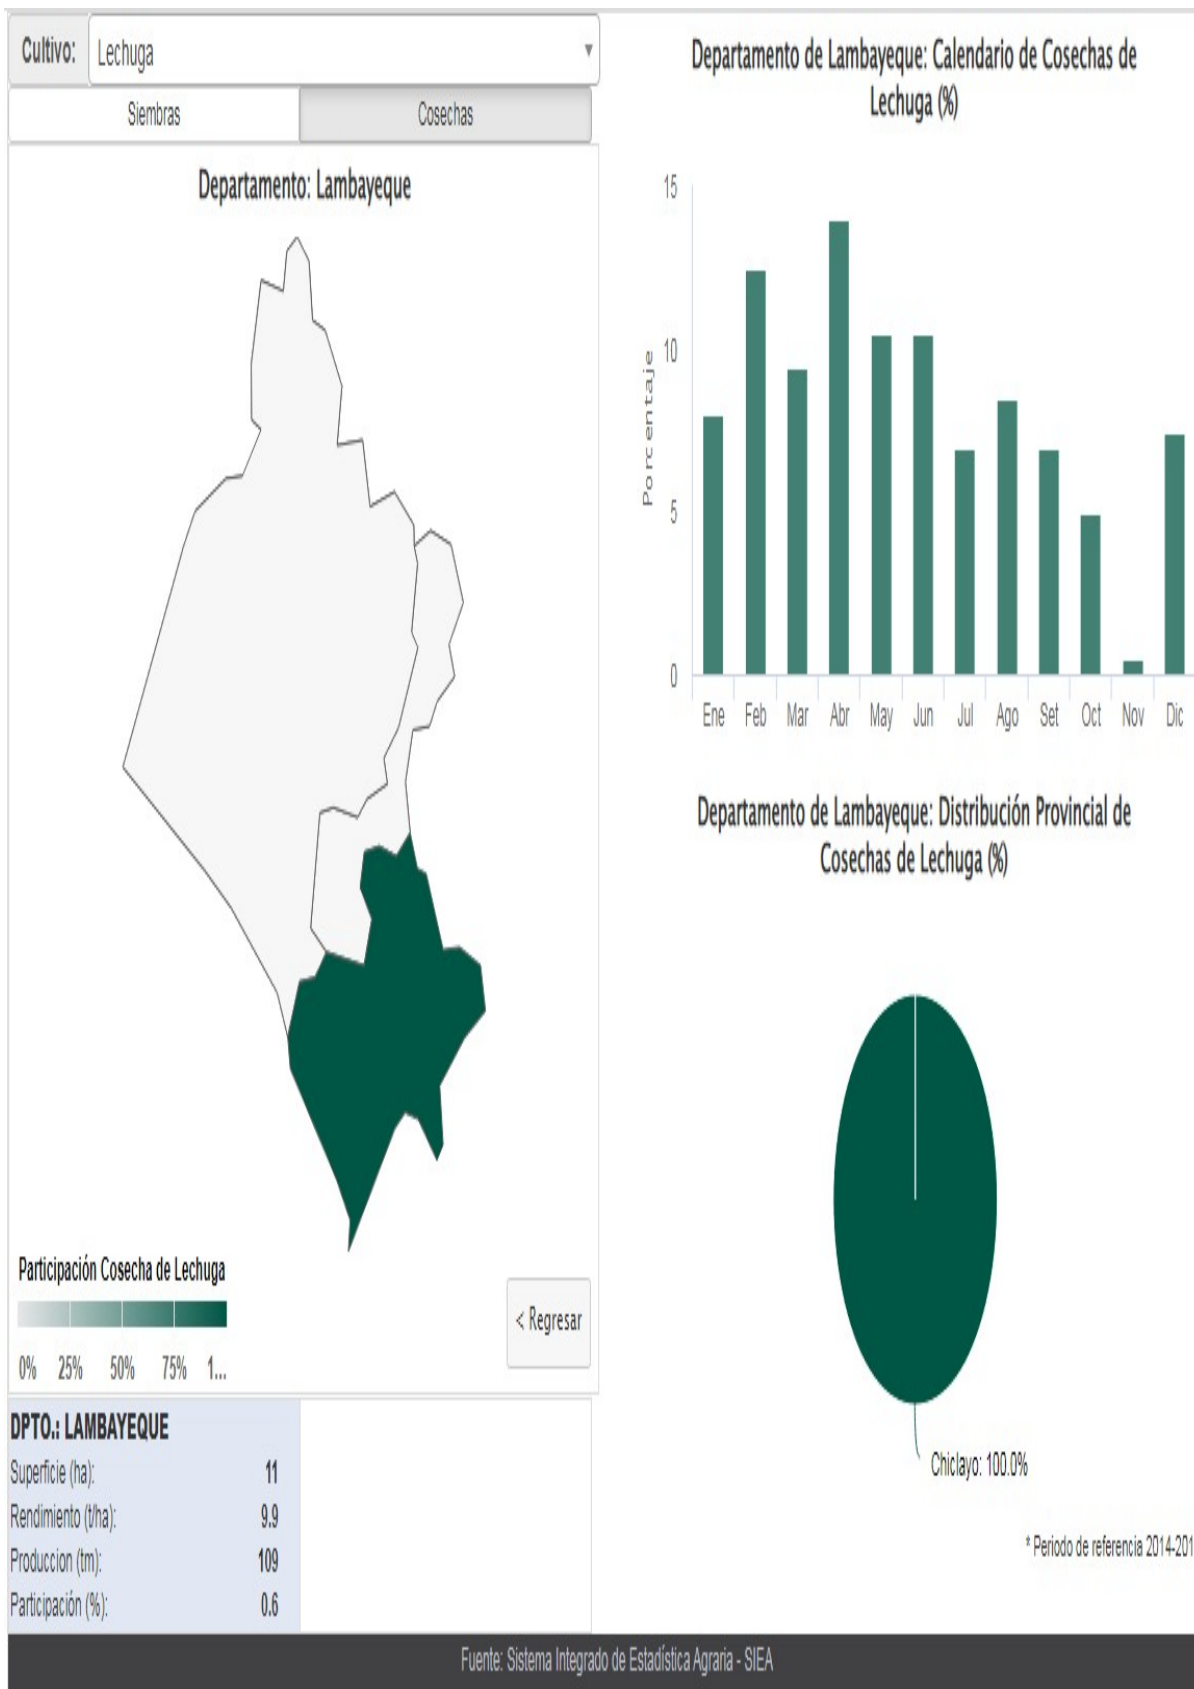 Cultivo: Lechuga
Siembras Cosechas
Departamento: Lambayeque
Participación Cosecha de Lechuga
0% 25% 50% 75% 1...
< Regresar
DPTO.: LAMBAYEQUE
Superficie (ha): 11
Rendimiento (t/ha): 9.9
Produccion (tm): 109
Participación (%): 0.6
Departamento de Lambayeque: Calendario de Cosechas de
Lechuga (%)
Porcentaje
15
10
5
0
Ene Feb Mar Abr May Jun Jul Ago Set Oct Nov Dic
Departamento de Lambayeque: Distribución Provincial de
Cosechas de Lechuga (%)
Chiclayo: 100.0%
* Periodo de referencia 2014-201
Fuente: Sistema Integrado de Estadística Agraria - SIEA